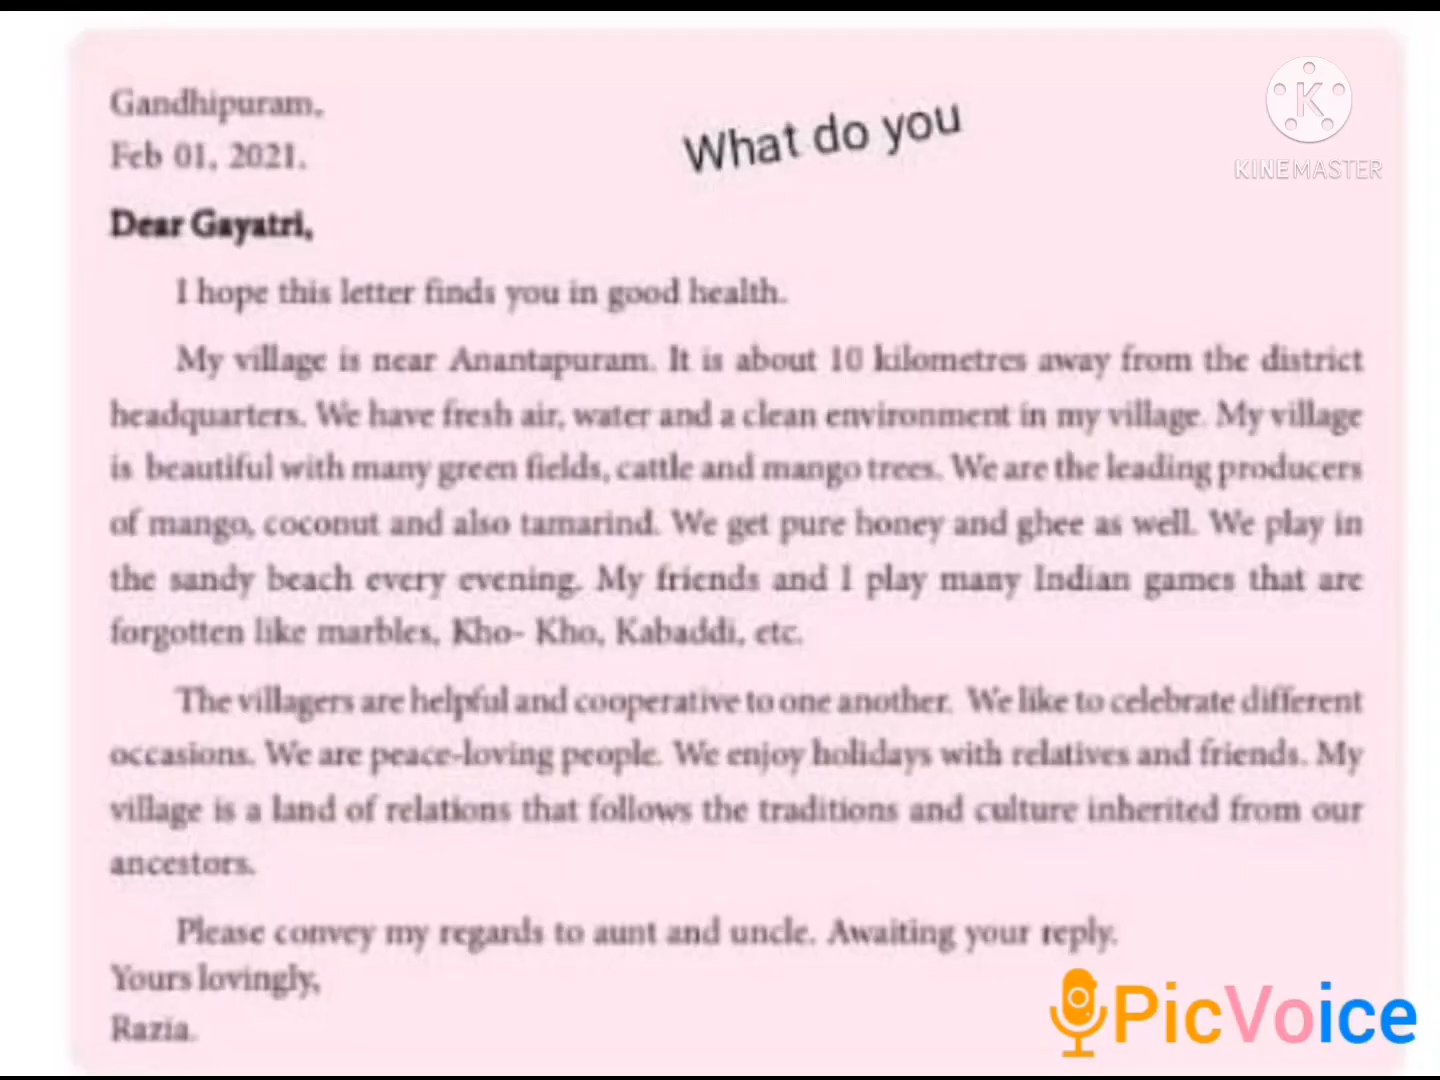 Gandhipuram,
Feb 01, 2021.
What do you
KINEMASTER
Dear Gayatri,
I hope this letter finds you in good health.
My village is near Anantapuram. It is about 10 kilometres away from the district
headquarters. We have fresh air, water and a clean environment in my village. My village
is beautiful with many green fields, cattle and mango trees. We are the leading producers
of mango, coconut and also tamarind. We get pure honey and ghee as well. We play in
the sandy beach every evening. My friends and I play many Indian games that are
forgotten like marbles, Kho- Kho, Kabaddi, etc.
The villagers are helpful and cooperative to one another. We like to celebrate different
occasions. We are peace-loving people. We enjoy holidays with relatives and friends. My
village is a land of relations that follows the traditions and culture inherited from our
ancestors.
Please convey my regards to aunt and uncle. Awaiting your reply.
Yours lovingly,
Razia.
PicVoice